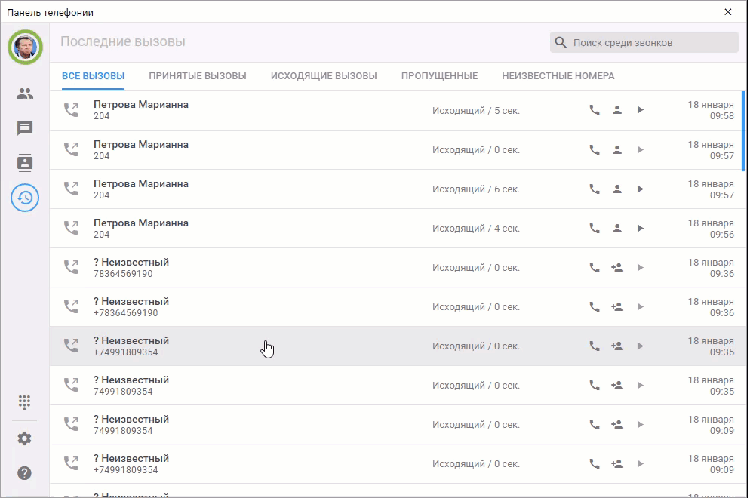 Панель телефонии
Последние вызовы
Поиск среди звонков
ВСЕ ВЫЗОВЫ ПРИНЯТЫЕ ВЫЗОВЫ ИСХОДЯЩИЕ ВЫЗОВЫ ПРОПУЩЕННЫЕ НЕИЗВЕСТНЫЕ НОМЕРА
Петрова Марианна
204
Исходящий / 5 сек.
18 января
09:58
Петрова Марианна
204
Исходящий / 0 сек.
18 января
09:57
Петрова Марианна
204
Исходящий / 6 сек.
18 января
09:57
Петрова Марианна
204
Исходящий / 4 сек.
18 января
09:56
? Неизвестный
78364569190
Исходящий / 0 сек.
18 января
09:36
? Неизвестный
+78364569190
Исходящий / 0 сек.
18 января
09:36
? Неизвестный
+74991809354
Исходящий / 0 сек.
18 января
09:35
? Неизвестный
74991809354
Исходящий / 0 сек.
18 января
09:35
? Неизвестный
74991809354
Исходящий / 0 сек.
18 января
09:09
? Неизвестный
+74991809354
Исходящий / 0 сек.
18 января
09:09
? Неизвестный
18 января